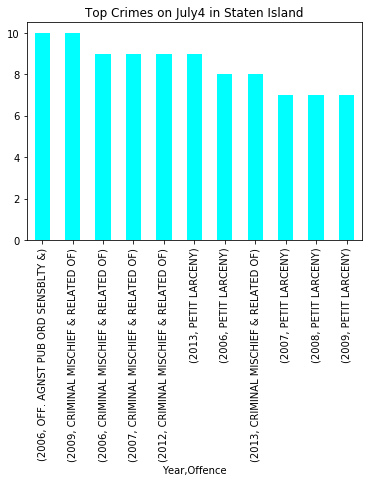 Top Crimes on July4 in Staten Island
10
8
6
4
2
0
(2006, OFF. AGNST PUB ORD SENSBLTY &)
(2009, CRIMINAL MISCHIEF & RELATED OF)
(2006, CRIMINAL MISCHIEF & RELATED OF)
(2007, CRIMINAL MISCHIEF & RELATED OF)
(2012, CRIMINAL MISCHIEF & RELATED OF)
(2013, PETIT LARCENY)
(2006, PETIT LARCENY)
(2013, CRIMINAL MISCHIEF & RELATED OF)
(2007, PETIT LARCENY)
(2008, PETIT LARCENY)
(2009, PETIT LARCENY)
Year,Offence